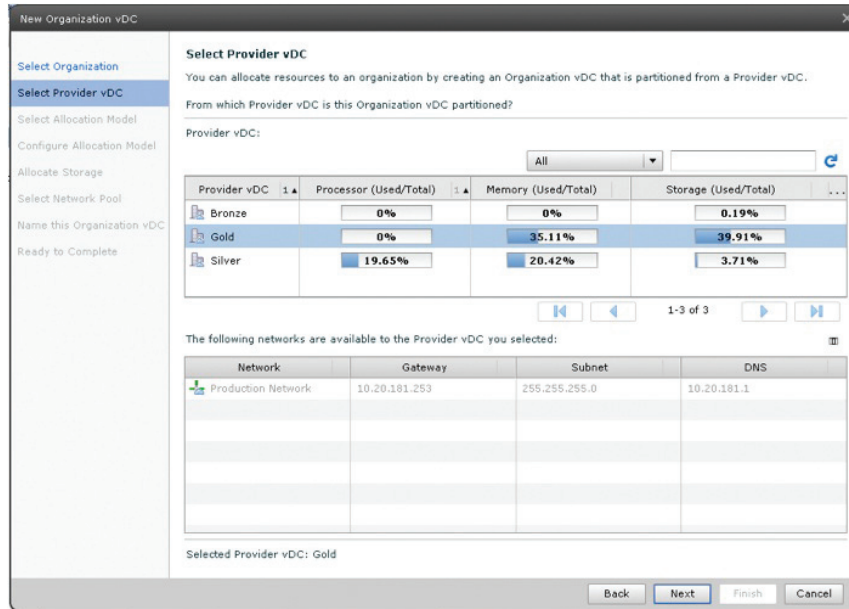 New Organization vDC
Select Organization
Select Provider vDC
Select Allocation Model
Configure Allocation Model
Allocate Storage
Select Network Pool
Name this Organization vDC
Ready to Complete
Select Provider vDC
You can allocate resources to an organization by creating an Organization vDC that is partitioned from a Provider vDC.
From which Provider vDC is this Organization vDC partitioned?
Provider vDC:
All
Provider vDC 1 ▲ Processor (Used/Total) 1 ▲ Memory (Used/Total) Storage (Used/Total) ...
Bronze 0% 0% 0.19%
Gold 0% 35.11% 39.91%
Silver 19.65% 20.42% 3.71%
1-3 of 3
The following networks are available to the Provider vDC you selected:
Network Gateway Subnet DNS
Production Network 10.20.181.253 255.255.255.0 10.20.181.1
Selected Provider vDC: Gold
Back Next Finish Cancel